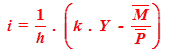 i = 1/h . ( k . Y - M̅/P̅ )